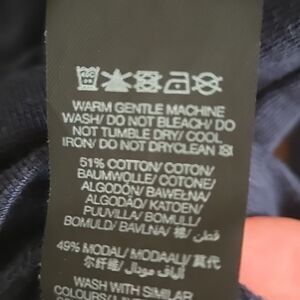 WARM GENTLE MACHINE
WASH/ DO NOT BLEACH/ DO
NOT TUMBLE DRY/ COOL
IRON/ DO NOT DRYCLEAN
51% COTTON/ COTON/
BAUMWOLLE/ COTONE/
ALGODÓN/ BAWEŁNA/
ALGODÃO/ KATOEN/
PUUVILLA/ BOMULL/
BOMULD/ BAVLNA/ 棉/ قطن
49% MODAL/ MODAALI/ 莫代
尔纤维/ ألياف مودال/
WASH WITH SIMILAR